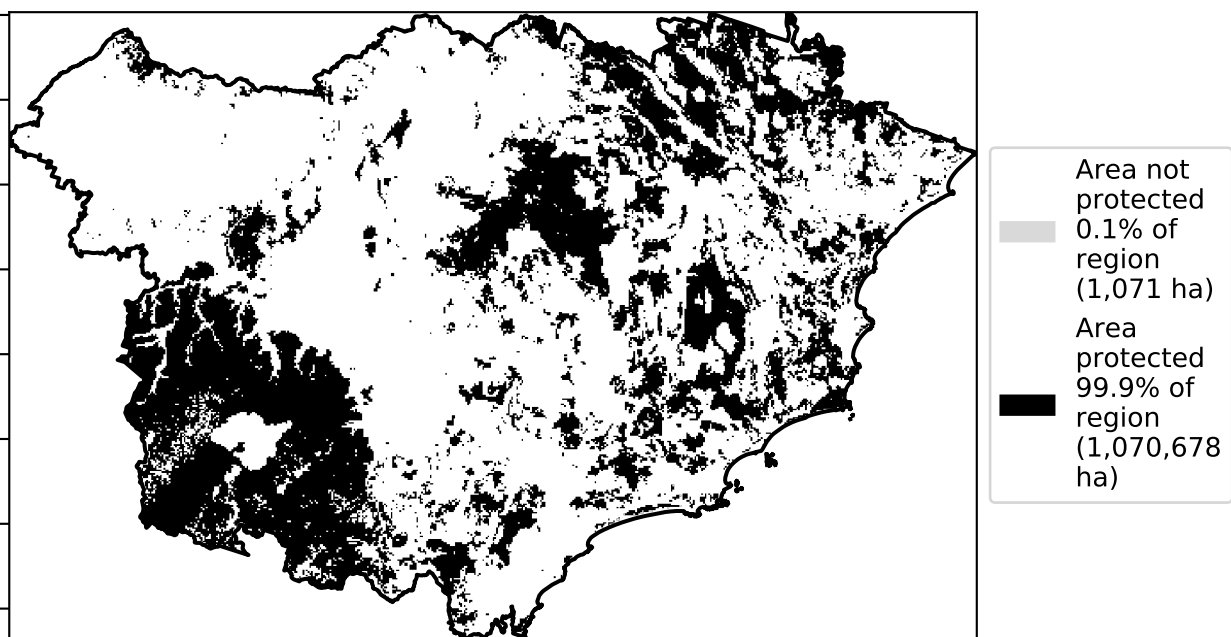 Area not
protected
0.1% of
region
(1,071 ha)
Area
protected
99.9% of
region
(1,070,678
ha)